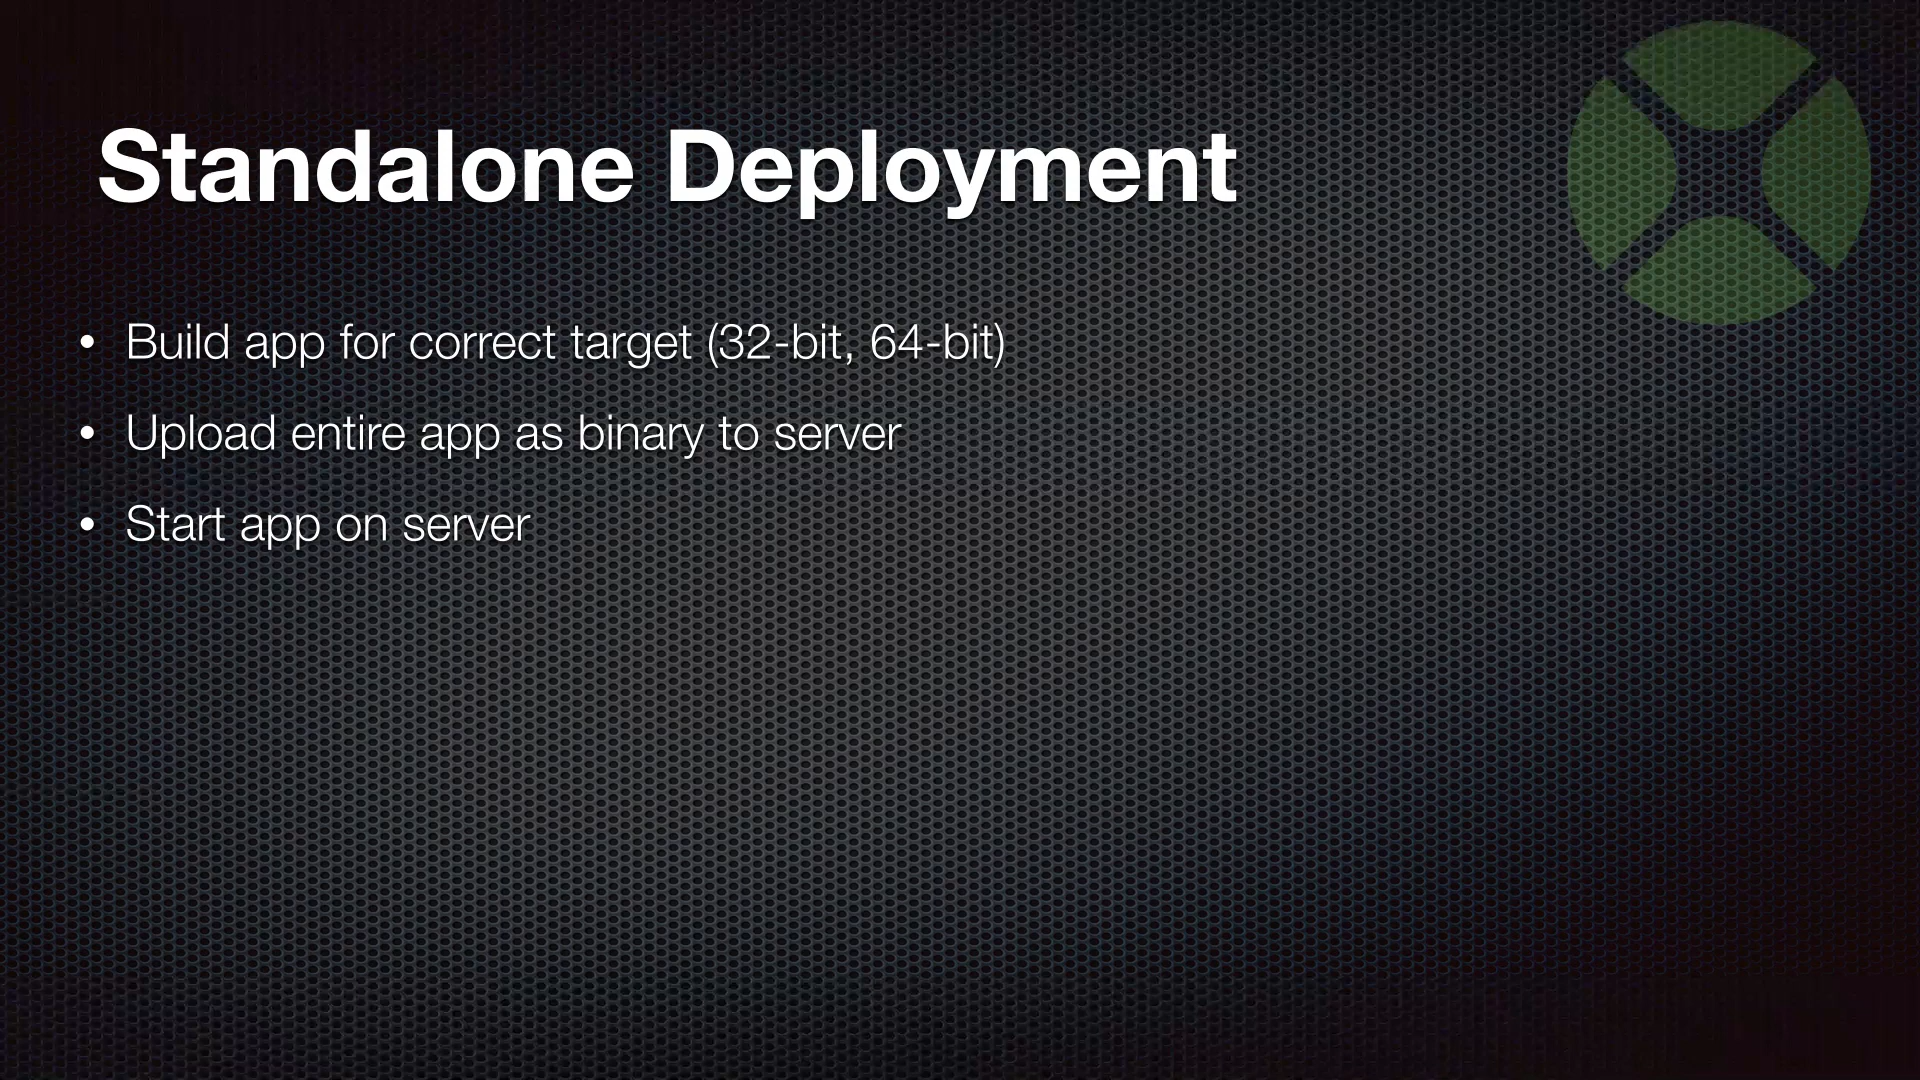 Standalone Deployment
• Build app for correct target (32-bit, 64-bit)
• Upload entire app as binary to server
• Start app on server